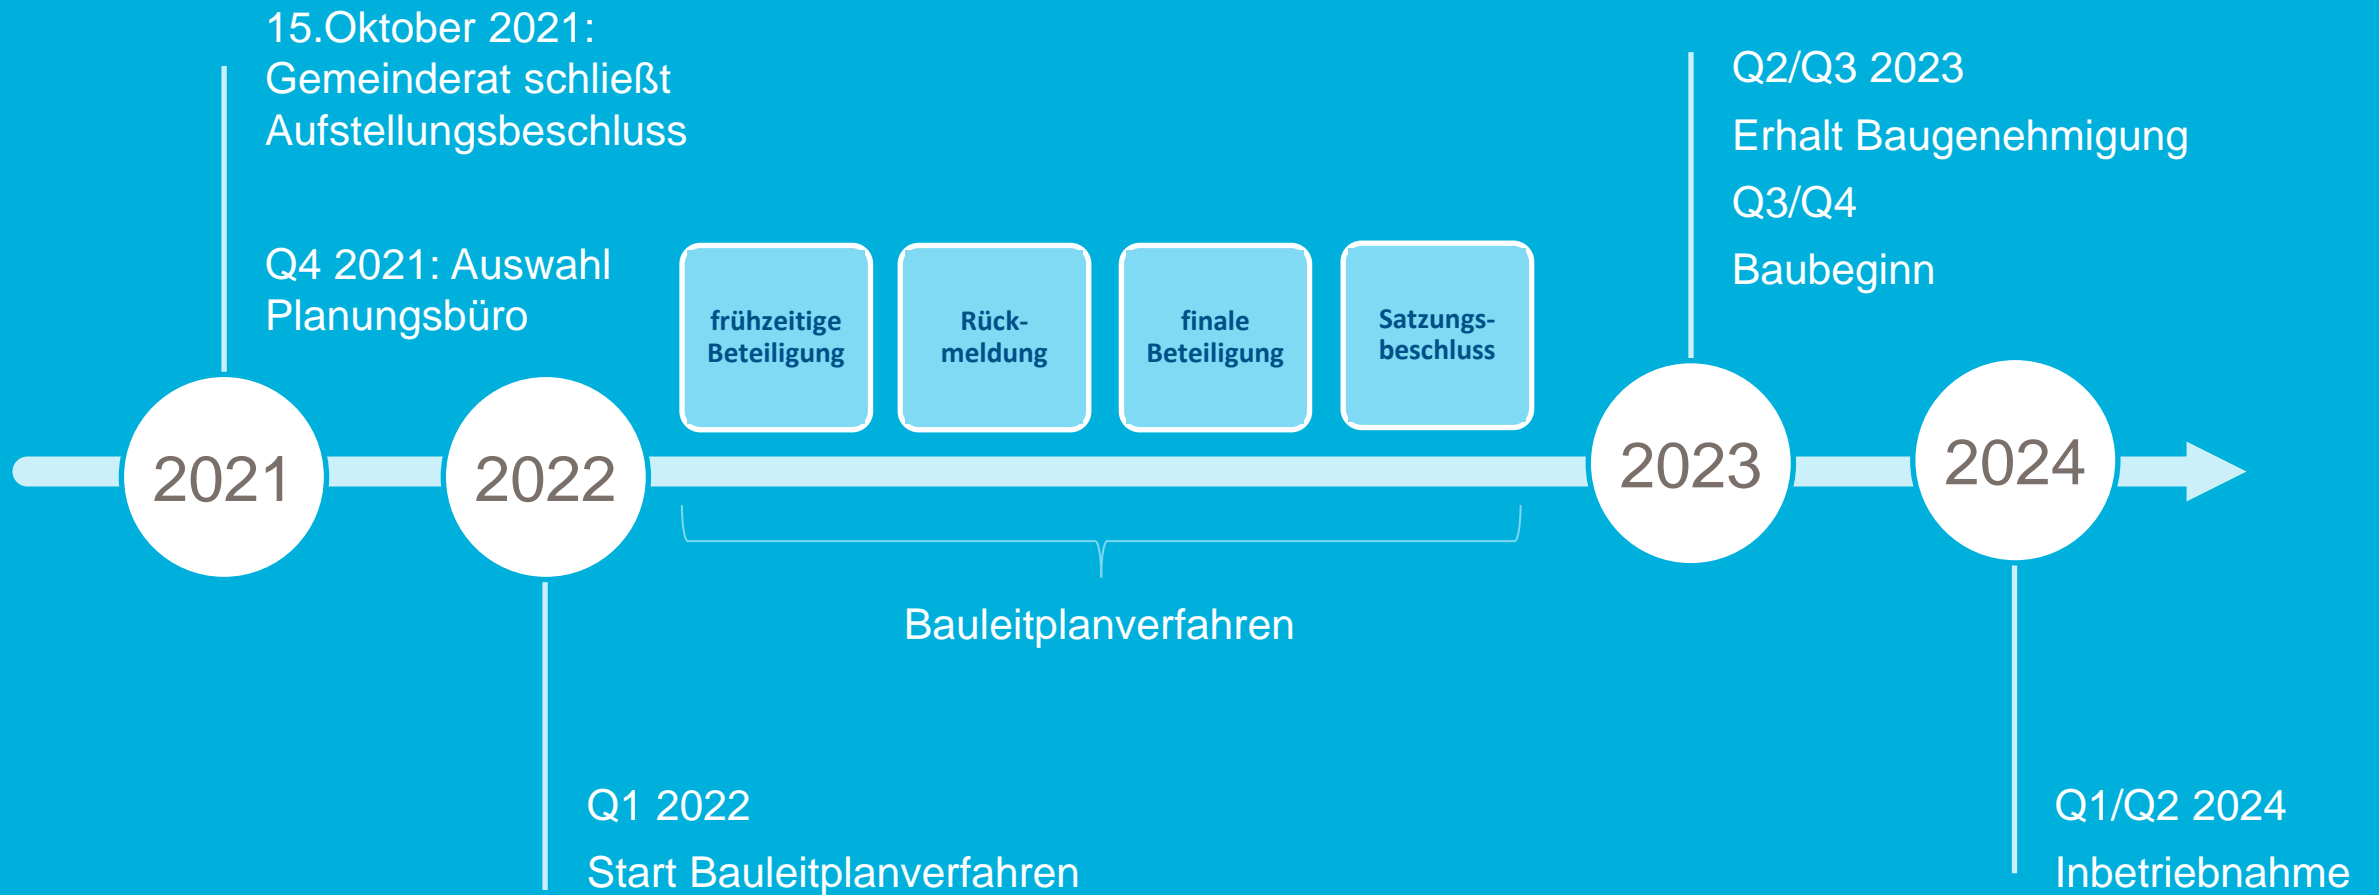 15.Oktober 2021:
Gemeinderat schließt
Aufstellungsbeschluss
Q4 2021: Auswahl
Planungsbüro
Q2/Q3 2023
Erhalt Baugenehmigung
Q3/Q4
Baubeginn
frühzeitige
Beteiligung
Rück-
meldung
finale
Beteiligung
Satzungs-
beschluss
2021
2022
2023
2024
Bauleitplanverfahren
Q1 2022
Start Bauleitplanverfahren
Q1/Q2 2024
Inbetriebnahme